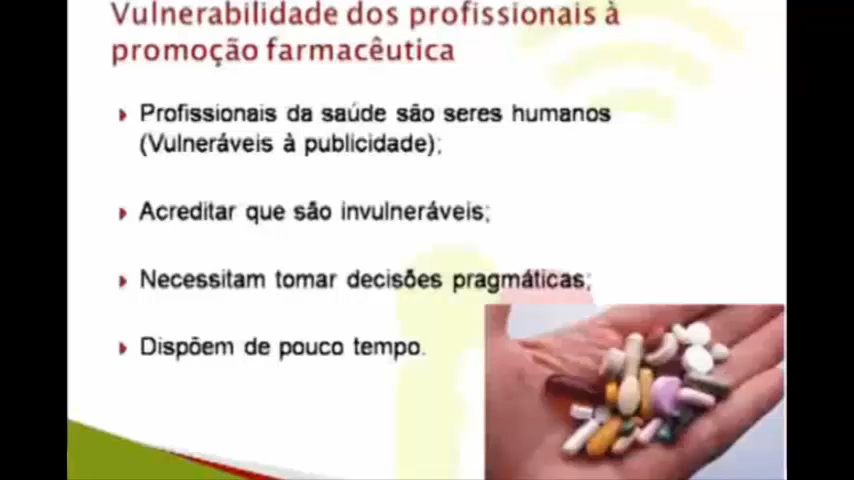 Vulnerabilidade dos profissionais à
promoção farmacêutica
Profissionais da saúde são seres humanos
(Vulneráveis à publicidade);
Acreditar que são invulneráveis;
Necessitam tomar decisões pragmáticas;
Dispõem de pouco tempo.